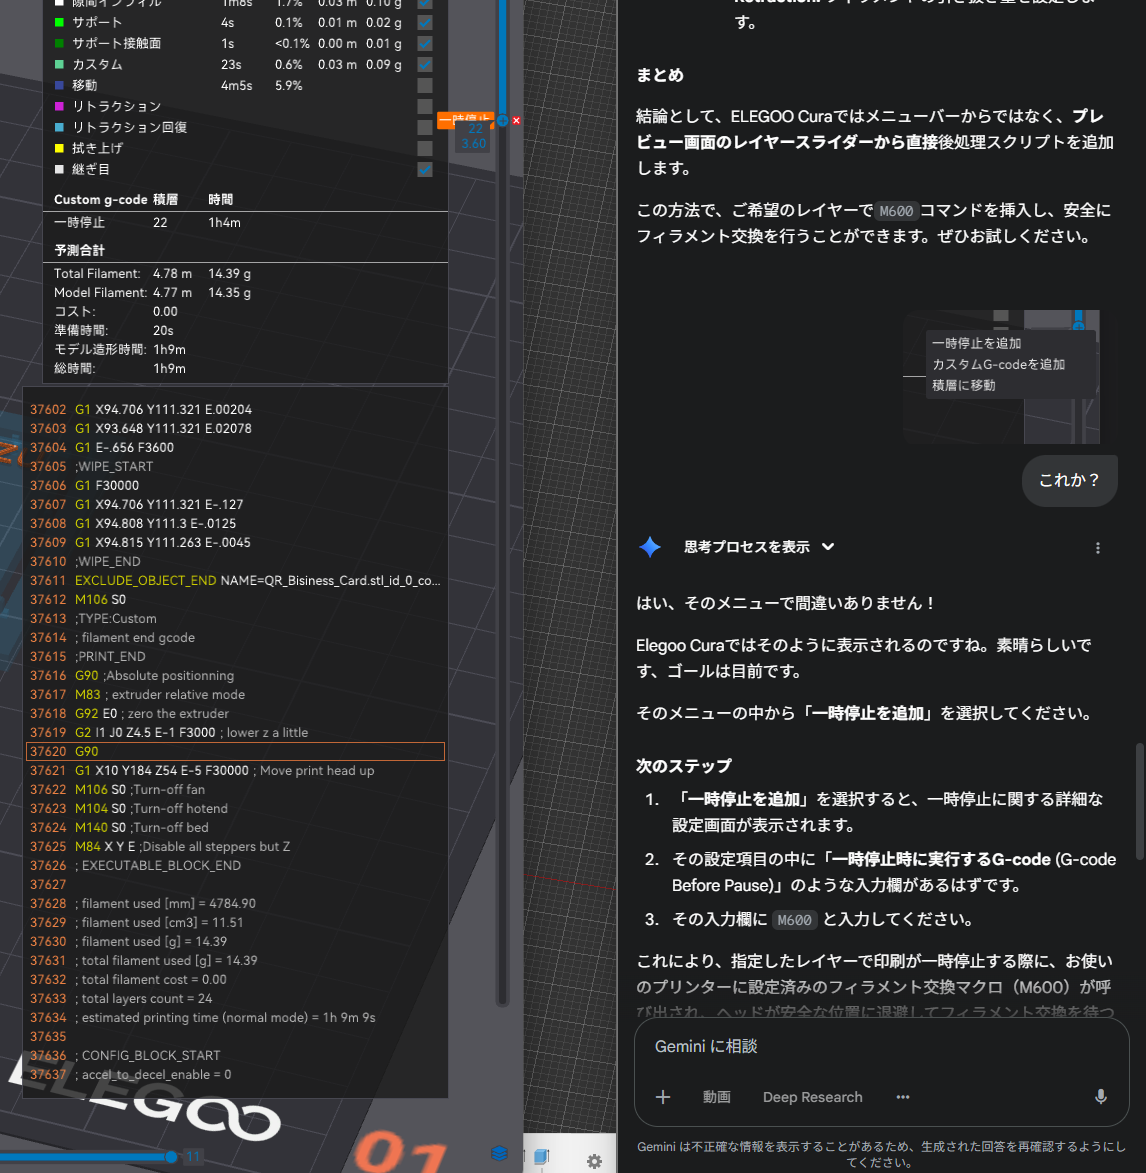 隙間インフィル 1m8s 1.7% 0.03 m 0.10 g
サポート 4s 0.1% 0.01 m 0.02 g
サポート接触面 1s <0.1% 0.00 m 0.01 g
カスタム 23s 0.6% 0.03 m 0.09 g
移動 4m5s 5.9%
リトラクション
リトラクション回復
拭き上げ
継ぎ目
一時停止
22
3.60
Custom g-code 積層 時間
一時停止 22 1h4m
予測合計
Total Filament: 4.78 m 14.39 g
Model Filament: 4.77 m 14.35 g
コスト: 0.00
準備時間: 20s
モデル造形時間: 1h9m
総時間: 1h9m
37602 G1 X94.706 Y111.321 E.00204
37603 G1 X93.648 Y111.321 E.02078
37604 G1 E-.656 F3600
37605 ;WIPE_START
37606 G1 F30000
37607 G1 X94.706 Y111.321 E-.127
37608 G1 X94.808 Y111.3 E-.0125
37609 G1 X94.815 Y111.263 E-.0045
37610 ;WIPE_END
37611 EXCLUDE_OBJECT_END NAME=QR_Bisiness_Card.stl_id_0_co...
37612 M106 S0
37613 ;TYPE:Custom
37614 ; filament end gcode
37615 ;PRINT_END
37616 G90 ;Absolute positionning
37617 M83 ; extruder relative mode
37618 G92 E0 ; zero the extruder
37619 G2 I1 J0 Z4.5 E-1 F3000 ; lower z a little
37620 G90
37621 G1 X10 Y184 Z54 E-5 F30000 ; Move print head up
37622 M106 S0 ;Turn-off fan
37623 M104 S0 ;Turn-off hotend
37624 M140 S0 ;Turn-off bed
37625 M84 X Y E ;Disable all steppers but Z
37626 ; EXECUTABLE_BLOCK_END
37627
37628 ; filament used [mm] = 4784.90
37629 ; filament used [cm3] = 11.51
37630 ; filament used [g] = 14.39
37631 ; total filament used [g] = 14.39
37632 ; total filament cost = 0.00
37633 ; total layers count = 24
37634 ; estimated printing time (normal mode) = 1h 9m 9s
37635
37636 ; CONFIG_BLOCK_START
37637 ; accel_to_decel_enable = 0
ELEGOO
01
11
す。
まとめ
結論として、ELEGOO Curaではメニューバーからではなく、プレ
ビュー画面のレイヤースライダーから直接後処理スクリプトを追加
します。
この方法で、ご希望のレイヤーでM600コマンドを挿入し、安全に
フィラメント交換を行うことができます。ぜひお試しください。
一時停止を追加
カスタムG-codeを追加
積層に移動
これか？
思考プロセスを表示
はい、そのメニューで間違いありません！
Elegoo Curaではそのように表示されるのですね。素晴らしいで
す、ゴールは目前です。
そのメニューの中から「一時停止を追加」を選択してください。
次のステップ
1. 「一時停止を追加」を選択すると、一時停止に関する詳細な
設定画面が表示されます。
2. その設定項目の中に「一時停止時に実行するG-code (G-code
Before Pause)」のような入力欄があるはずです。
3. その入力欄に M600 と入力してください。
これにより、指定したレイヤーで印刷が一時停止する際に、お使い
のプリンターに設定済みのフィラメント交換マクロ（M600）が呼
び出され、ヘッドが安全な位置に退避してフィラメント交換を待つ
Gemini に相談
動画 Deep Research
Gemini は不正確な情報を表示することがあるため、生成された回答を再確認するようにし
てください。